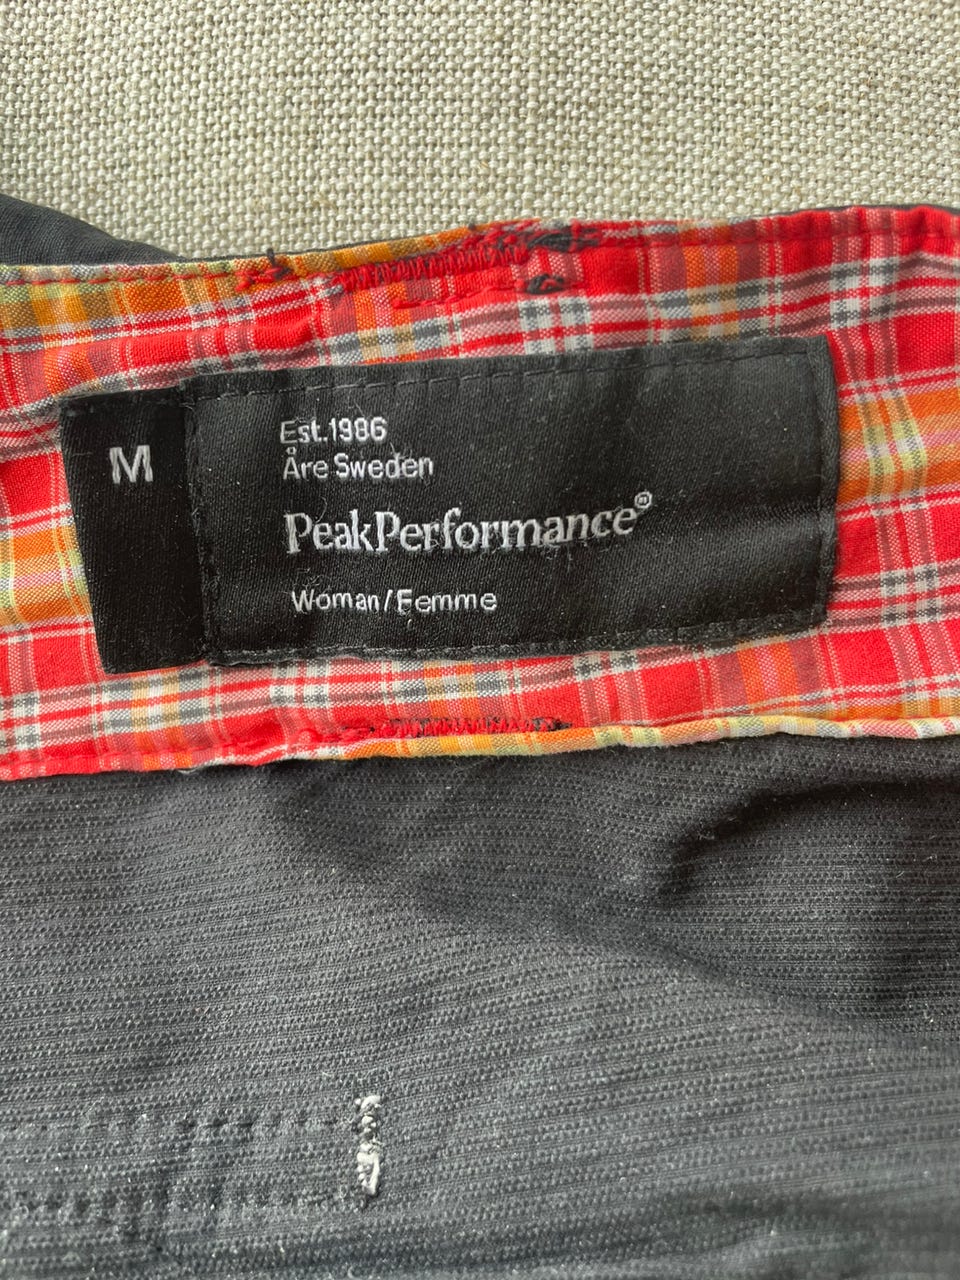 M
Est.1986
Åre Sweden
PeakPerformance®
Woman/Femme